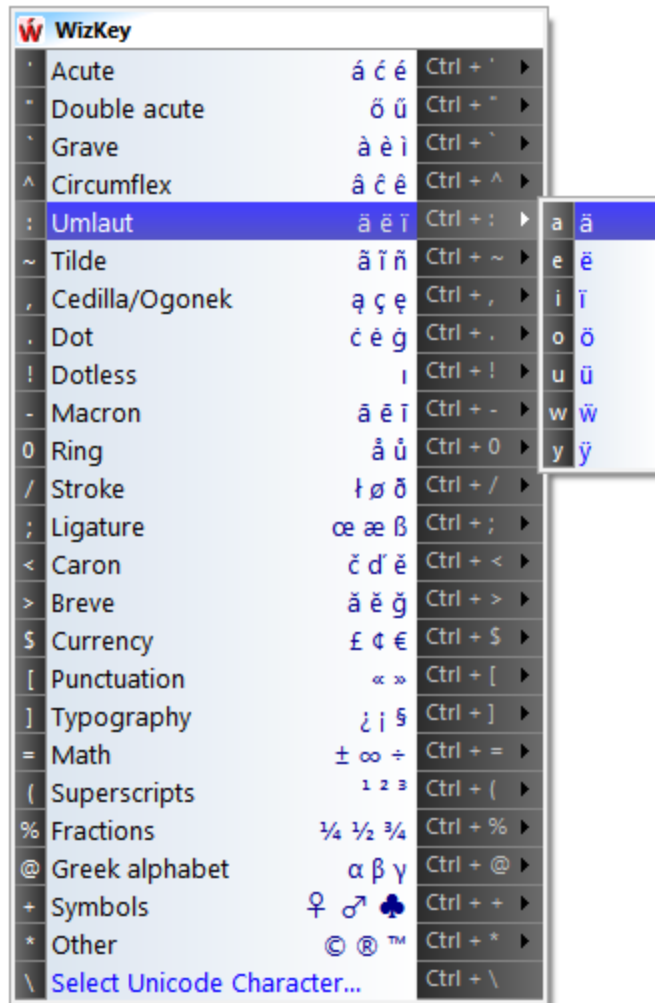 Ẃ WizKey
' Acute á ć é Ctrl + '
" Double acute ő ű Ctrl + "
` Grave à è ì Ctrl + `
^ Circumflex â ĉ ê Ctrl + ^
: Umlaut ä ë ï Ctrl + : a ä
~ Tilde ã ĩ ñ Ctrl + ~ e ë
, Cedilla/Ogonek ą ç ę Ctrl + , i ï
. Dot ċ ė ġ Ctrl + . o ö
! Dotless ı Ctrl + ! u ü
- Macron ā ē ī Ctrl + - w ẅ
0 Ring å ů Ctrl + 0 y ÿ
/ Stroke ł ø ð Ctrl + /
; Ligature œ æ ß Ctrl + ;
< Caron č ď ě Ctrl + <
> Breve ă ĕ ğ Ctrl + >
$ Currency £ ¢ € Ctrl + $
[ Punctuation « » Ctrl + [
] Typography ¿ ¡ § Ctrl + ]
= Math ± ∞ ÷ Ctrl + =
( Superscripts ¹ ² ³ Ctrl + (
% Fractions ¼ ½ ¾ Ctrl + %
@ Greek alphabet α β γ Ctrl + @
+ Symbols ♀ ♂ ♣ Ctrl + +
* Other © ® ™ Ctrl + *
\ Select Unicode Character... Ctrl + \